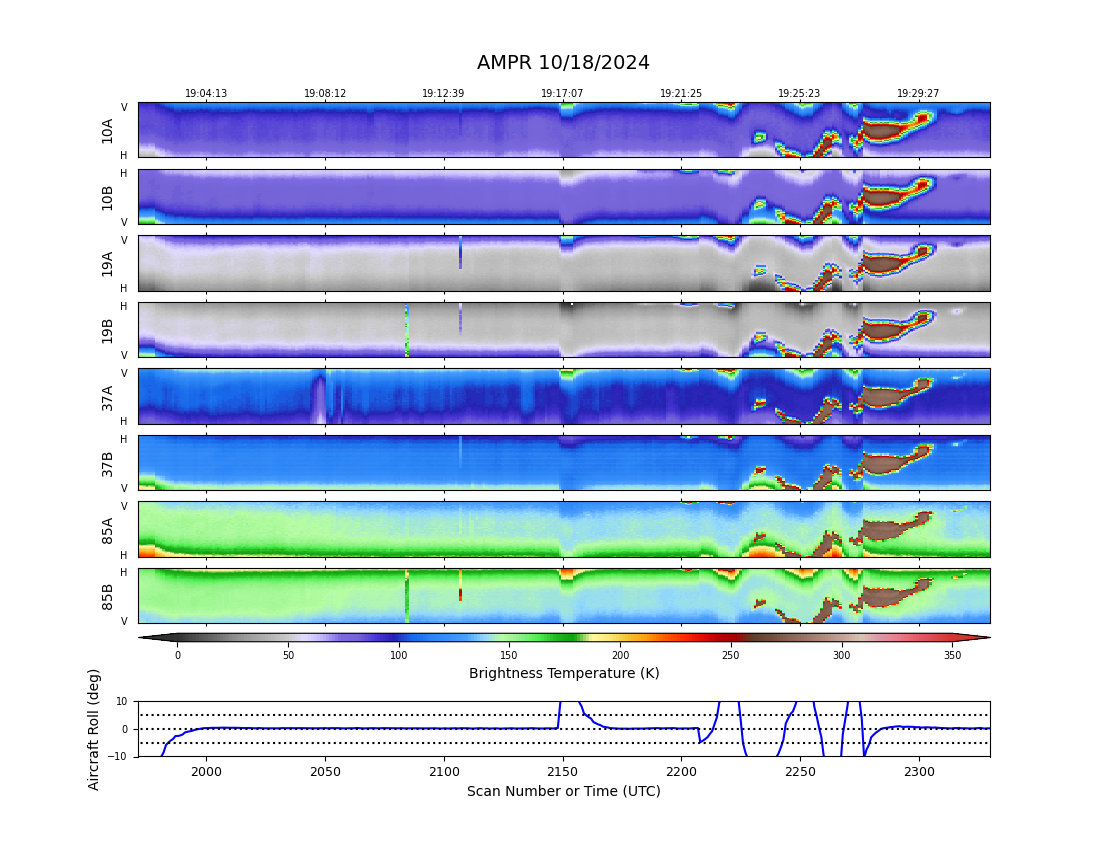 AMPR 10/18/2024
19:04:13 19:08:12 19:12:39 19:17:07 19:21:25 19:25:23 19:29:27
V
10A
H
H
10B
V
V
19A
H
H
19B
V
V
37A
H
H
37B
V
V
85A
H
H
85B
V
0 50 100 150 200 250 300 350
Brightness Temperature (K)
Aircraft Roll (deg)
10
0
−10
2000 2050 2100 2150 2200 2250 2300
Scan Number or Time (UTC)